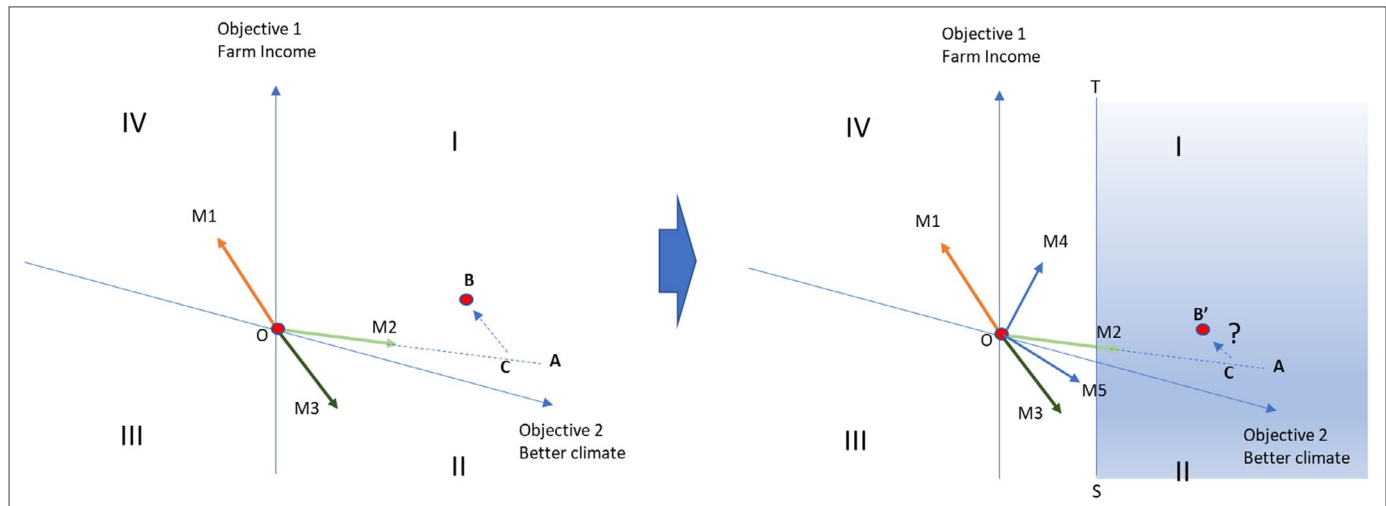 Objective 1
Farm Income
IV
I
M1
B
O
M2
C
A
M3
III
II
Objective 2
Better climate
Objective 1
Farm Income
T
IV
I
M1
M4
B'
?
O
M2
C
A
M5
M3
III
II
Objective 2
Better climate
S